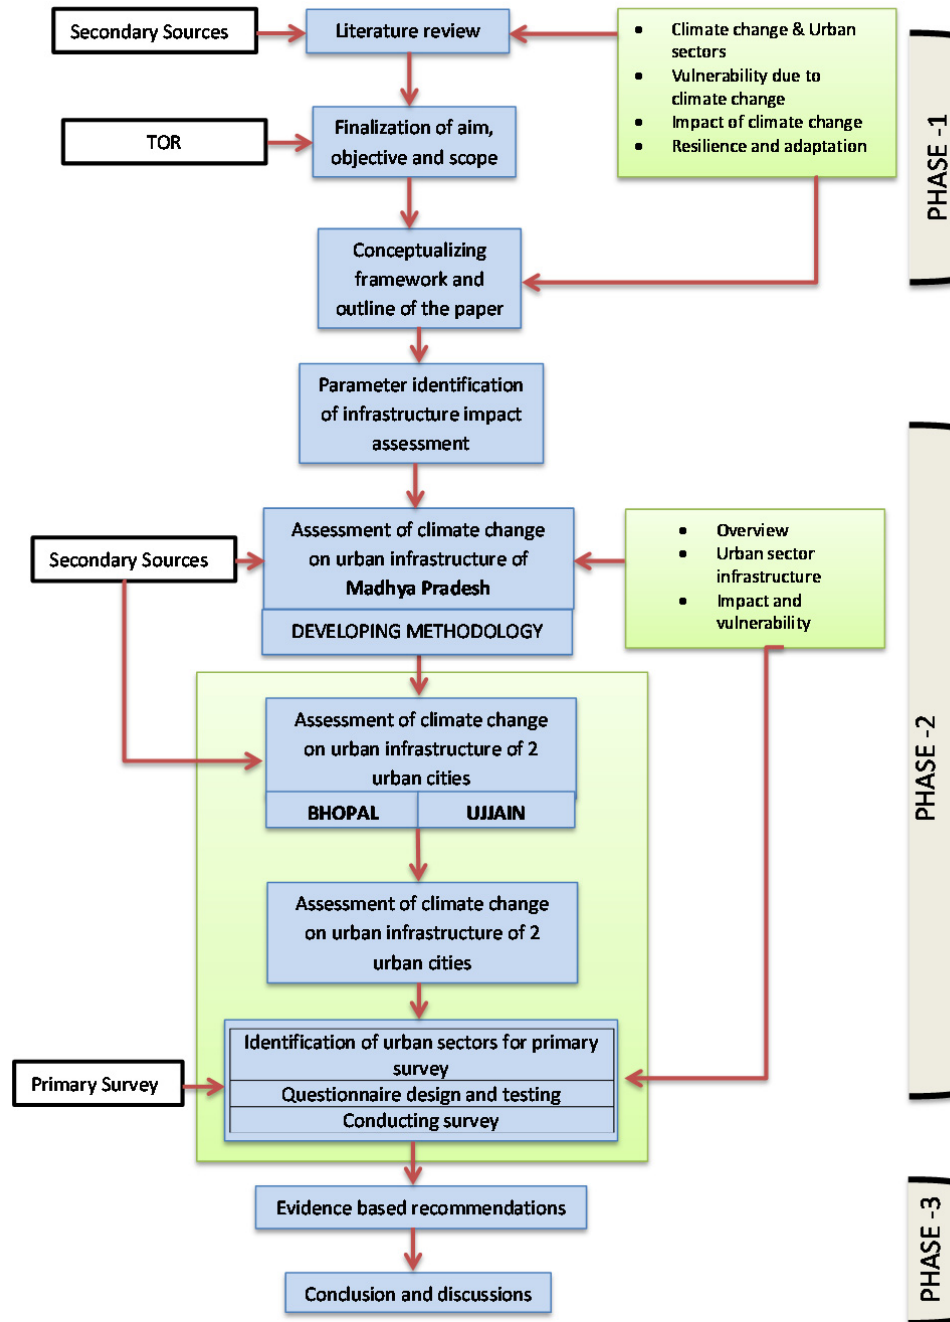 Secondary Sources
Literature review
• Climate change & Urban
sectors
• Vulnerability due to
climate change
• Impact of climate change
• Resilience and adaptation
PHASE -1
TOR
Finalization of aim,
objective and scope
Conceptualizing
framework and
outline of the paper
Parameter identification
of infrastructure impact
assessment
Secondary Sources
Assessment of climate change
on urban infrastructure of
Madhya Pradesh
DEVELOPING METHODOLOGY
• Overview
• Urban sector
infrastructure
• Impact and
vulnerability
PHASE -2
Assessment of climate change
on urban infrastructure of 2
urban cities
BHOPAL
UJJAIN
Assessment of climate change
on urban infrastructure of 2
urban cities
Primary Survey
Identification of urban sectors for primary
survey
Questionnaire design and testing
Conducting survey
Evidence based recommendations
Conclusion and discussions
PHASE -3